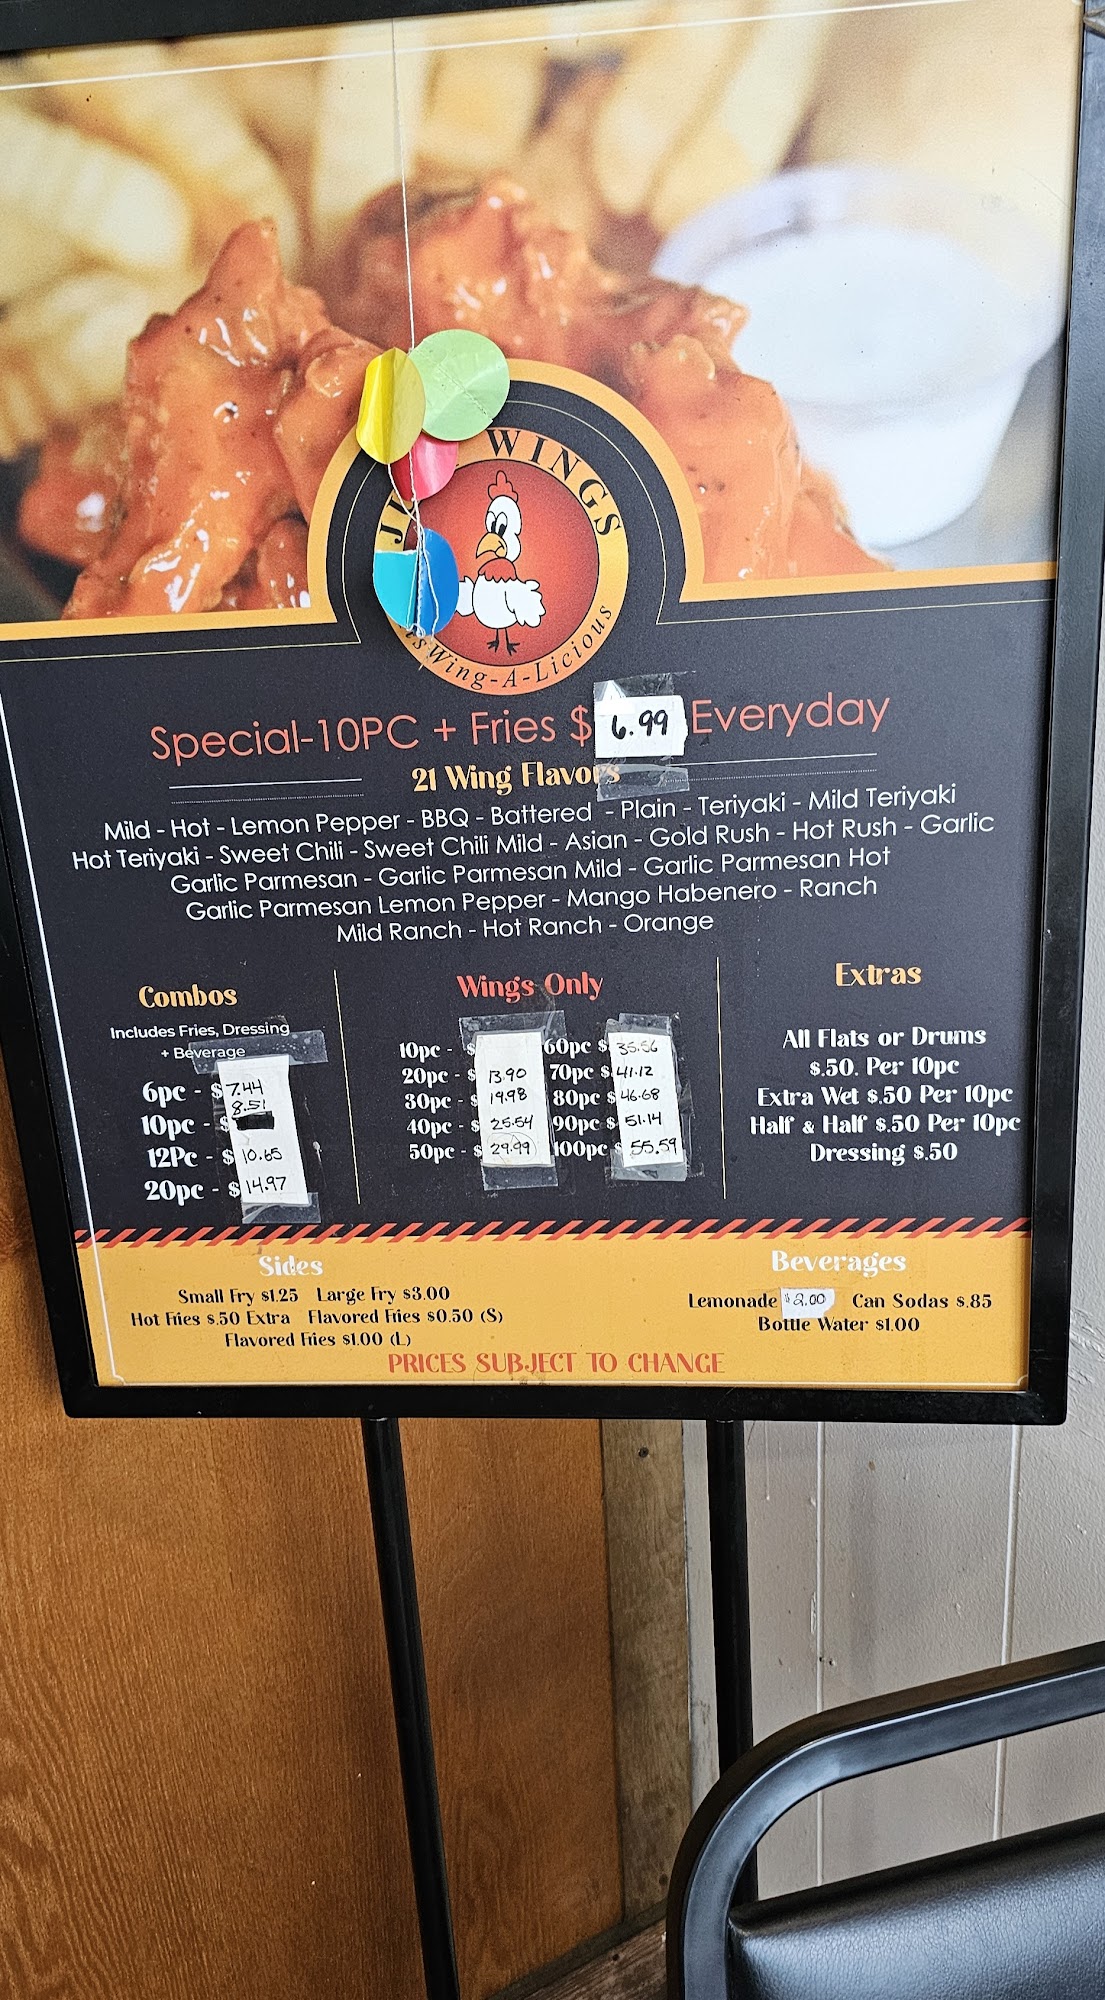 WINGS
Wing-A-Licious
Special-10PC + Fries $ 6.99 Everyday
21 Wing Flavors
Mild - Hot - Lemon Pepper - BBQ - Battered - Plain - Teriyaki - Mild Teriyaki
Hot Teriyaki - Sweet Chili - Sweet Chili Mild - Asian - Gold Rush - Hot Rush - Garlic
Garlic Parmesan - Garlic Parmesan Mild - Garlic Parmesan Hot
Garlic Parmesan Lemon Pepper - Mango Habenero - Ranch
Mild Ranch - Hot Ranch - Orange
Combos
Includes Fries, Dressing
+ Beverage
6pc - $7.44
10pc - $ 8.51
12Pc - $ 10.65
20pc - $ 14.97
Wings Only
10pc - $
20pc - $ 13.90
30pc - $ 19.98
40pc - $ 25.54
50pc - $ 29.99
60pc $ 35.56
70pc $ 41.12
80pc $ 46.68
90pc $ 51.14
100pc $ 55.59
Extras
All Flats or Drums
$.50. Per 10pc
Extra Wet $.50 Per 10pc
Half & Half $.50 Per 10pc
Dressing $.50
Sides
Small Fry $1.25 Large Fry $3.00
Hot Fries $.50 Extra Flavored Fries $0.50 (S)
Flavored Fries $1.00 (L)
Beverages
Lemonade $2.00 Can Sodas $.85
Bottle Water $1.00
PRICES SUBJECT TO CHANGE